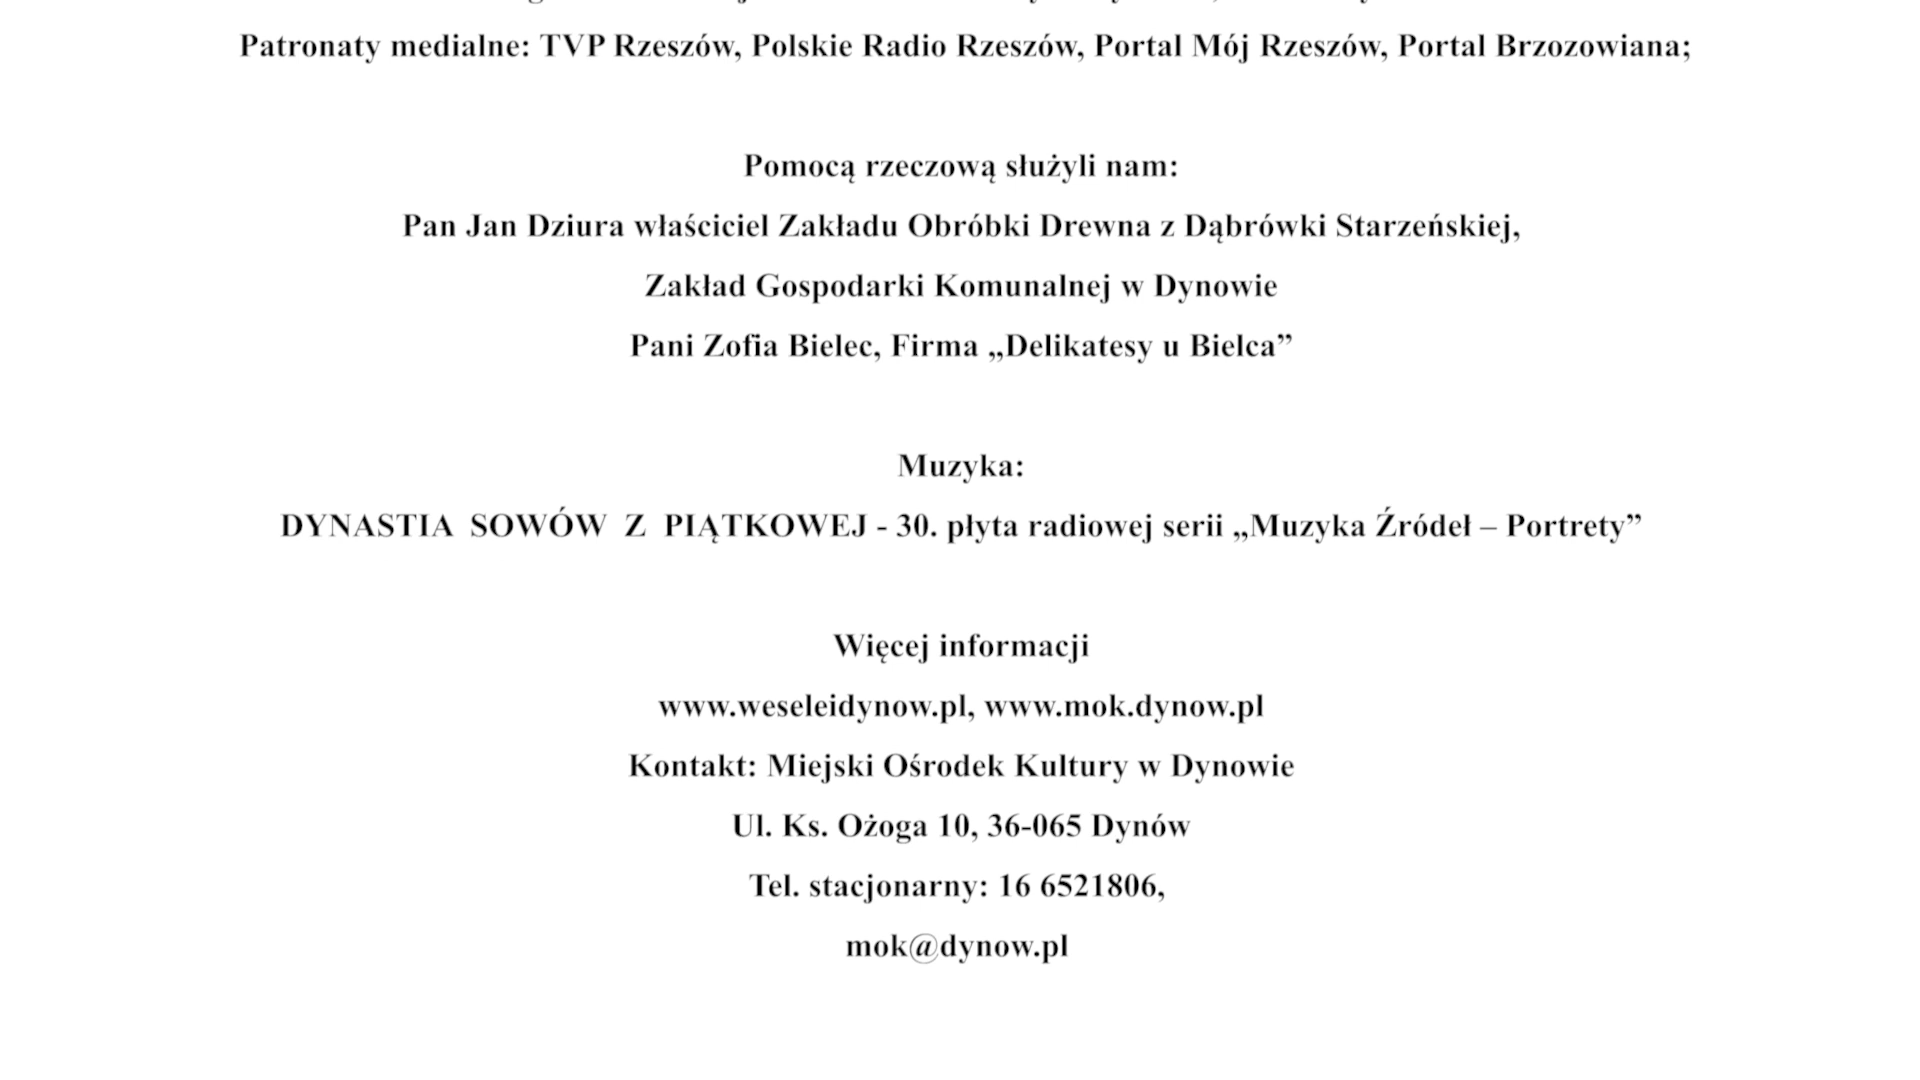 Patronaty medialne: TVP Rzeszów, Polskie Radio Rzeszów, Portal Mój Rzeszów, Portal Brzozowiana;
Pomocą rzeczową służyli nam:
Pan Jan Dziura właściciel Zakładu Obróbki Drewna z Dąbrówki Starzeńskiej,
Zakład Gospodarki Komunalnej w Dynowie
Pani Zofia Bielec, Firma „Delikatesy u Bielca”
Muzyka:
DYNASTIA SOWÓW Z PIĄTKOWEJ - 30. płyta radiowej serii „Muzyka Źródeł – Portrety”
Więcej informacji
www.weseleidynow.pl, www.mok.dynow.pl
Kontakt: Miejski Ośrodek Kultury w Dynowie
Ul. Ks. Ożoga 10, 36-065 Dynów
Tel. stacjonarny: 16 6521806,
mok@dynow.pl